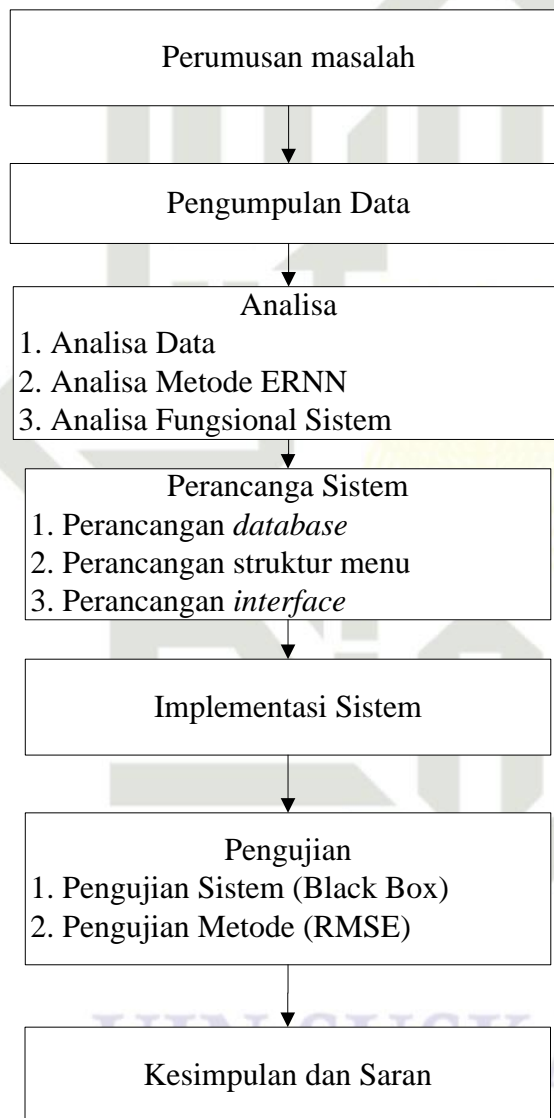 Perumusan masalah
Pengumpulan Data
Analisa
1. Analisa Data
2. Analisa Metode ERNN
3. Analisa Fungsional Sistem
Perancanga Sistem
1. Perancangan database
2. Perancangan struktur menu
3. Perancangan interface
Implementasi Sistem
Pengujian
1. Pengujian Sistem (Black Box)
2. Pengujian Metode (RMSE)
UIN SUSK
Kesimpulan dan Saran